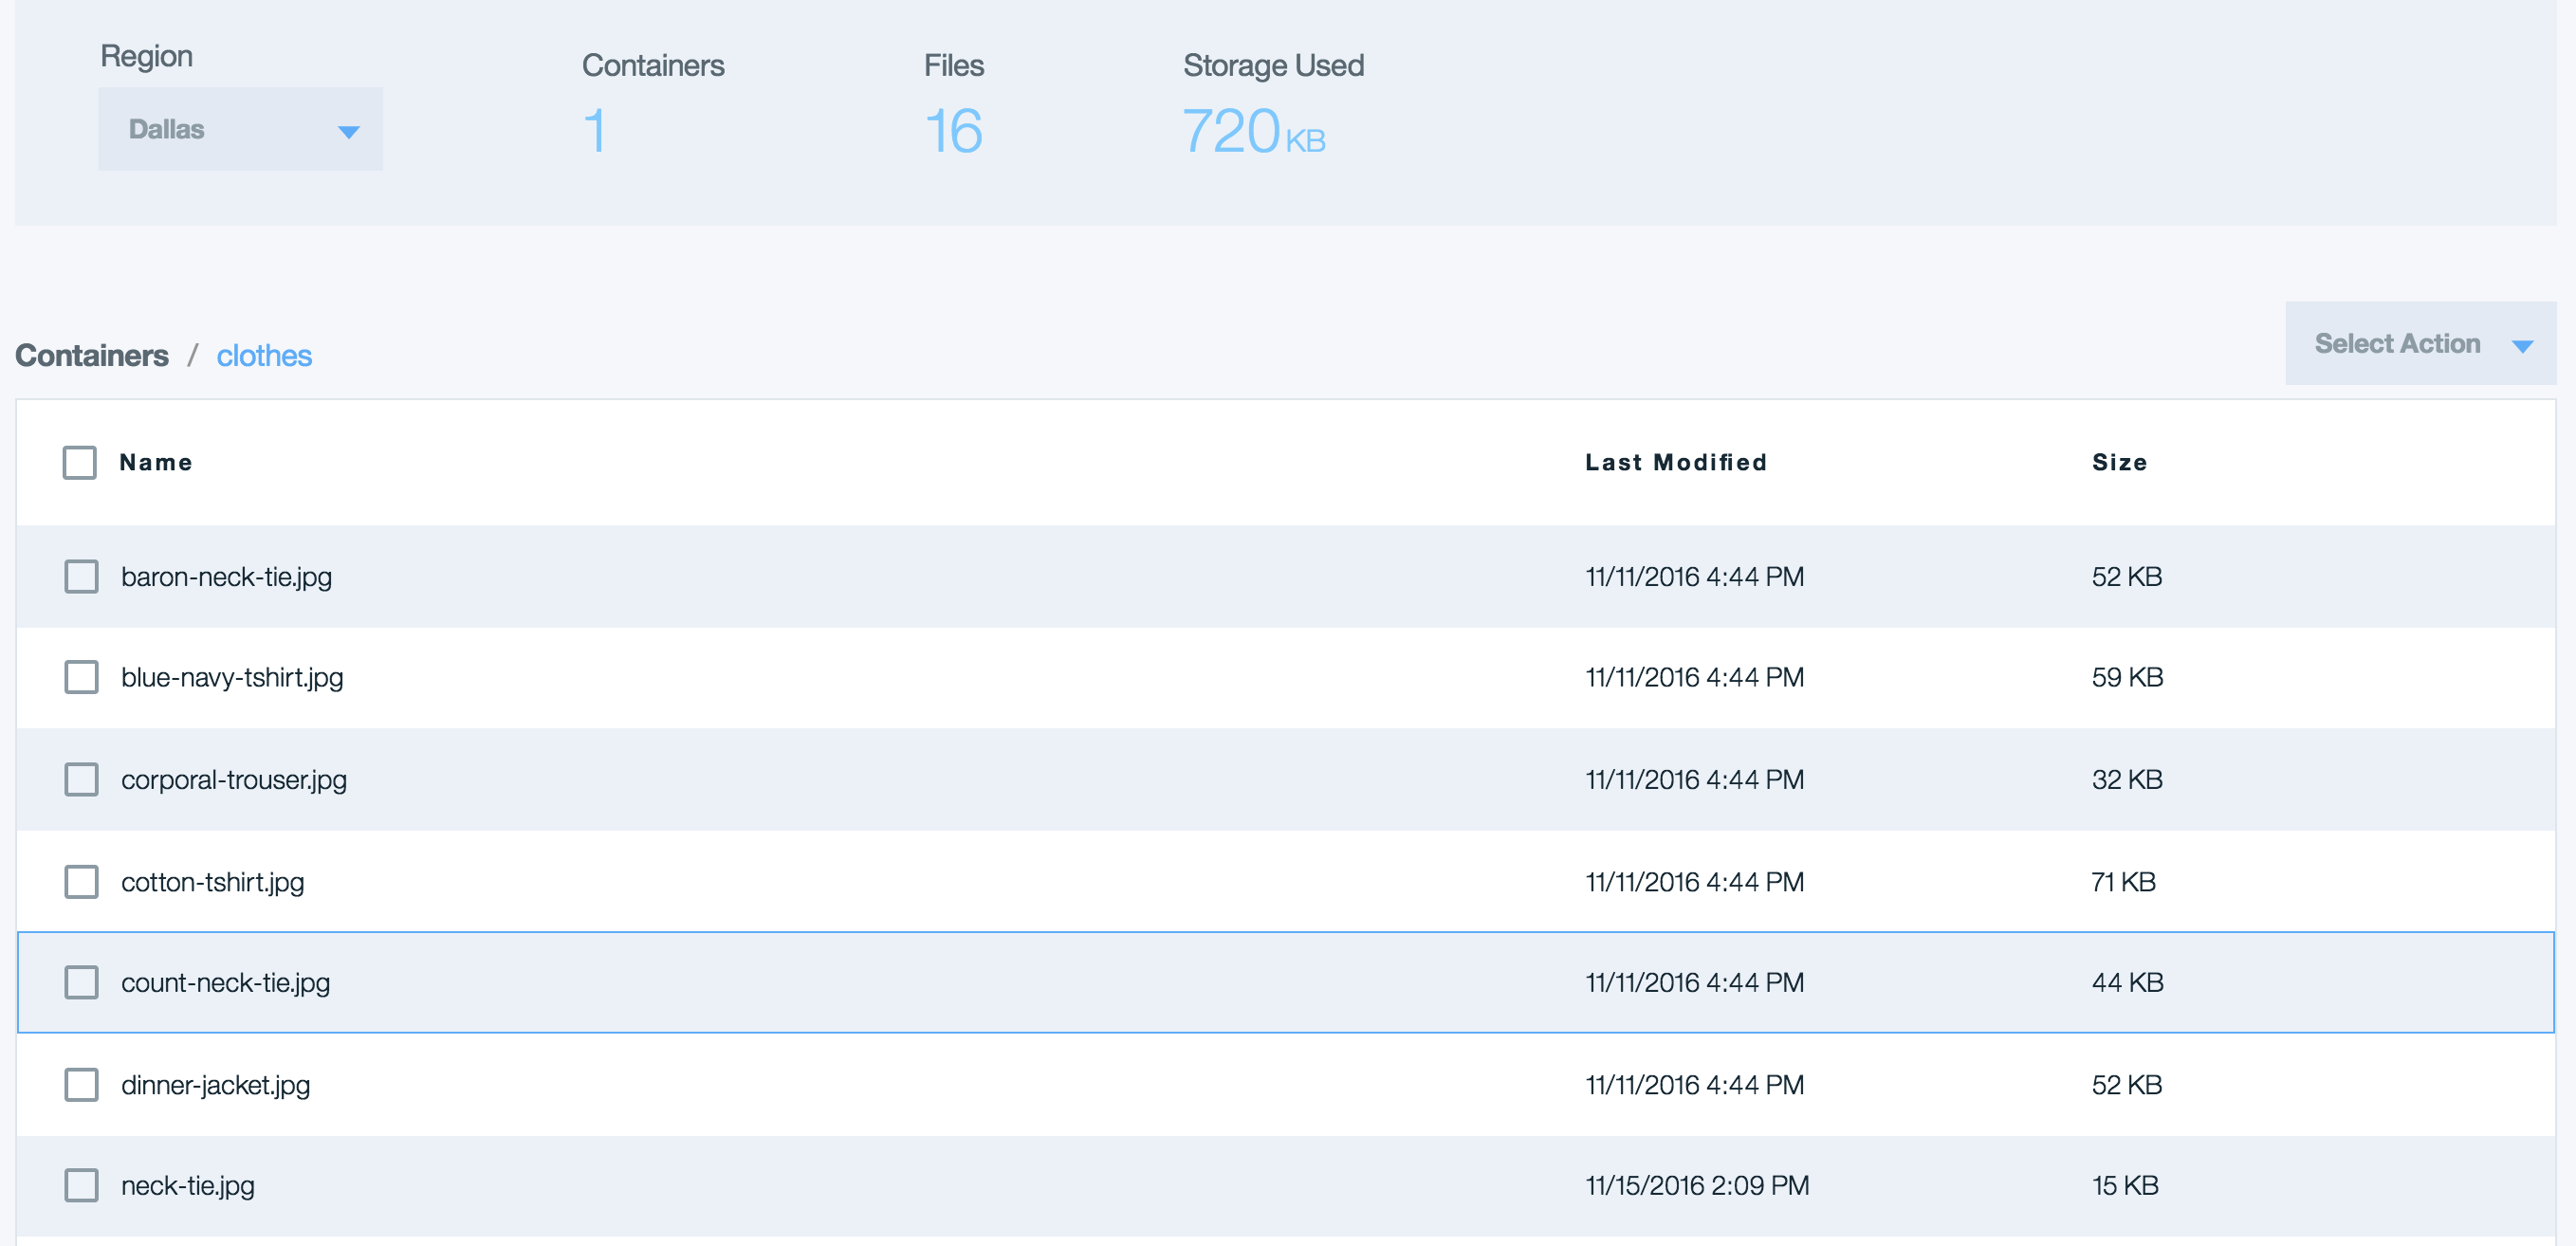 Region
Containers
Files
Storage Used
Dallas
1
16
720 KB
Containers / clothes
Select Action
Name Last Modified Size
baron-neck-tie.jpg 11/11/2016 4:44 PM 52 KB
blue-navy-tshirt.jpg 11/11/2016 4:44 PM 59 KB
corporal-trouser.jpg 11/11/2016 4:44 PM 32 KB
cotton-tshirt.jpg 11/11/2016 4:44 PM 71 KB
count-neck-tie.jpg 11/11/2016 4:44 PM 44 KB
dinner-jacket.jpg 11/11/2016 4:44 PM 52 KB
neck-tie.jpg 11/15/2016 2:09 PM 15 KB